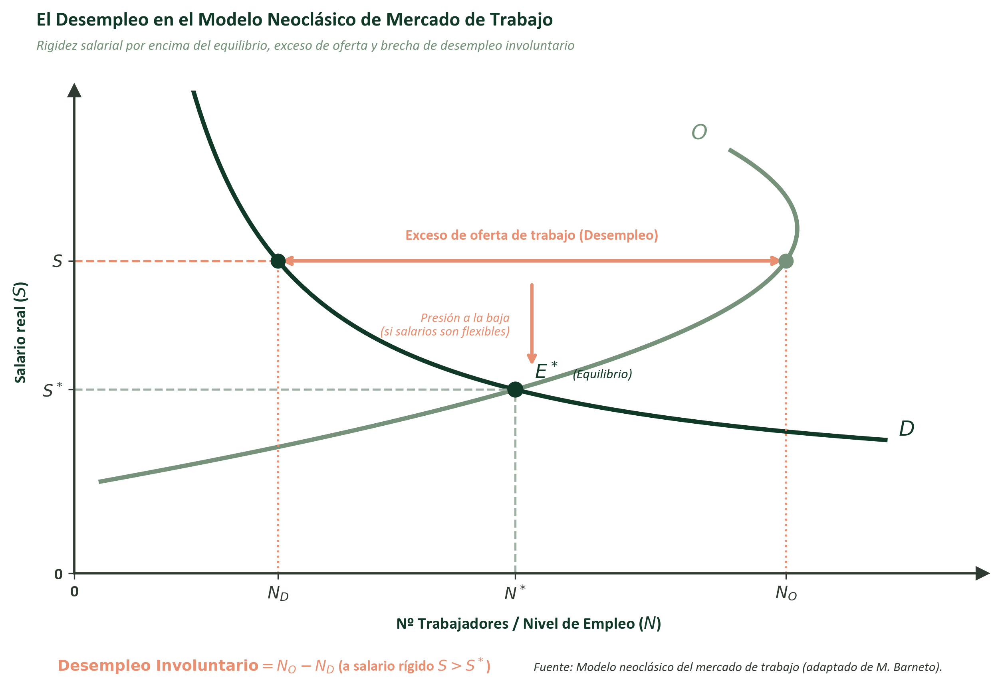 El Desempleo en el Modelo Neoclásico de Mercado de Trabajo
Rigidez salarial por encima del equilibrio, exceso de oferta y brecha de desempleo involuntario
O
Exceso de oferta de trabajo (Desempleo)
S
Salario real (S)
Presión a la baja
(si salarios son flexibles)
E* (Equilibrio)
S*
D
0
0
N_D
N*
N_O
Nº Trabajadores / Nivel de Empleo (N)
Desempleo Involuntario = N_O − N_D (a salario rígido S > S*)
Fuente: Modelo neoclásico del mercado de trabajo (adaptado de M. Barneto).